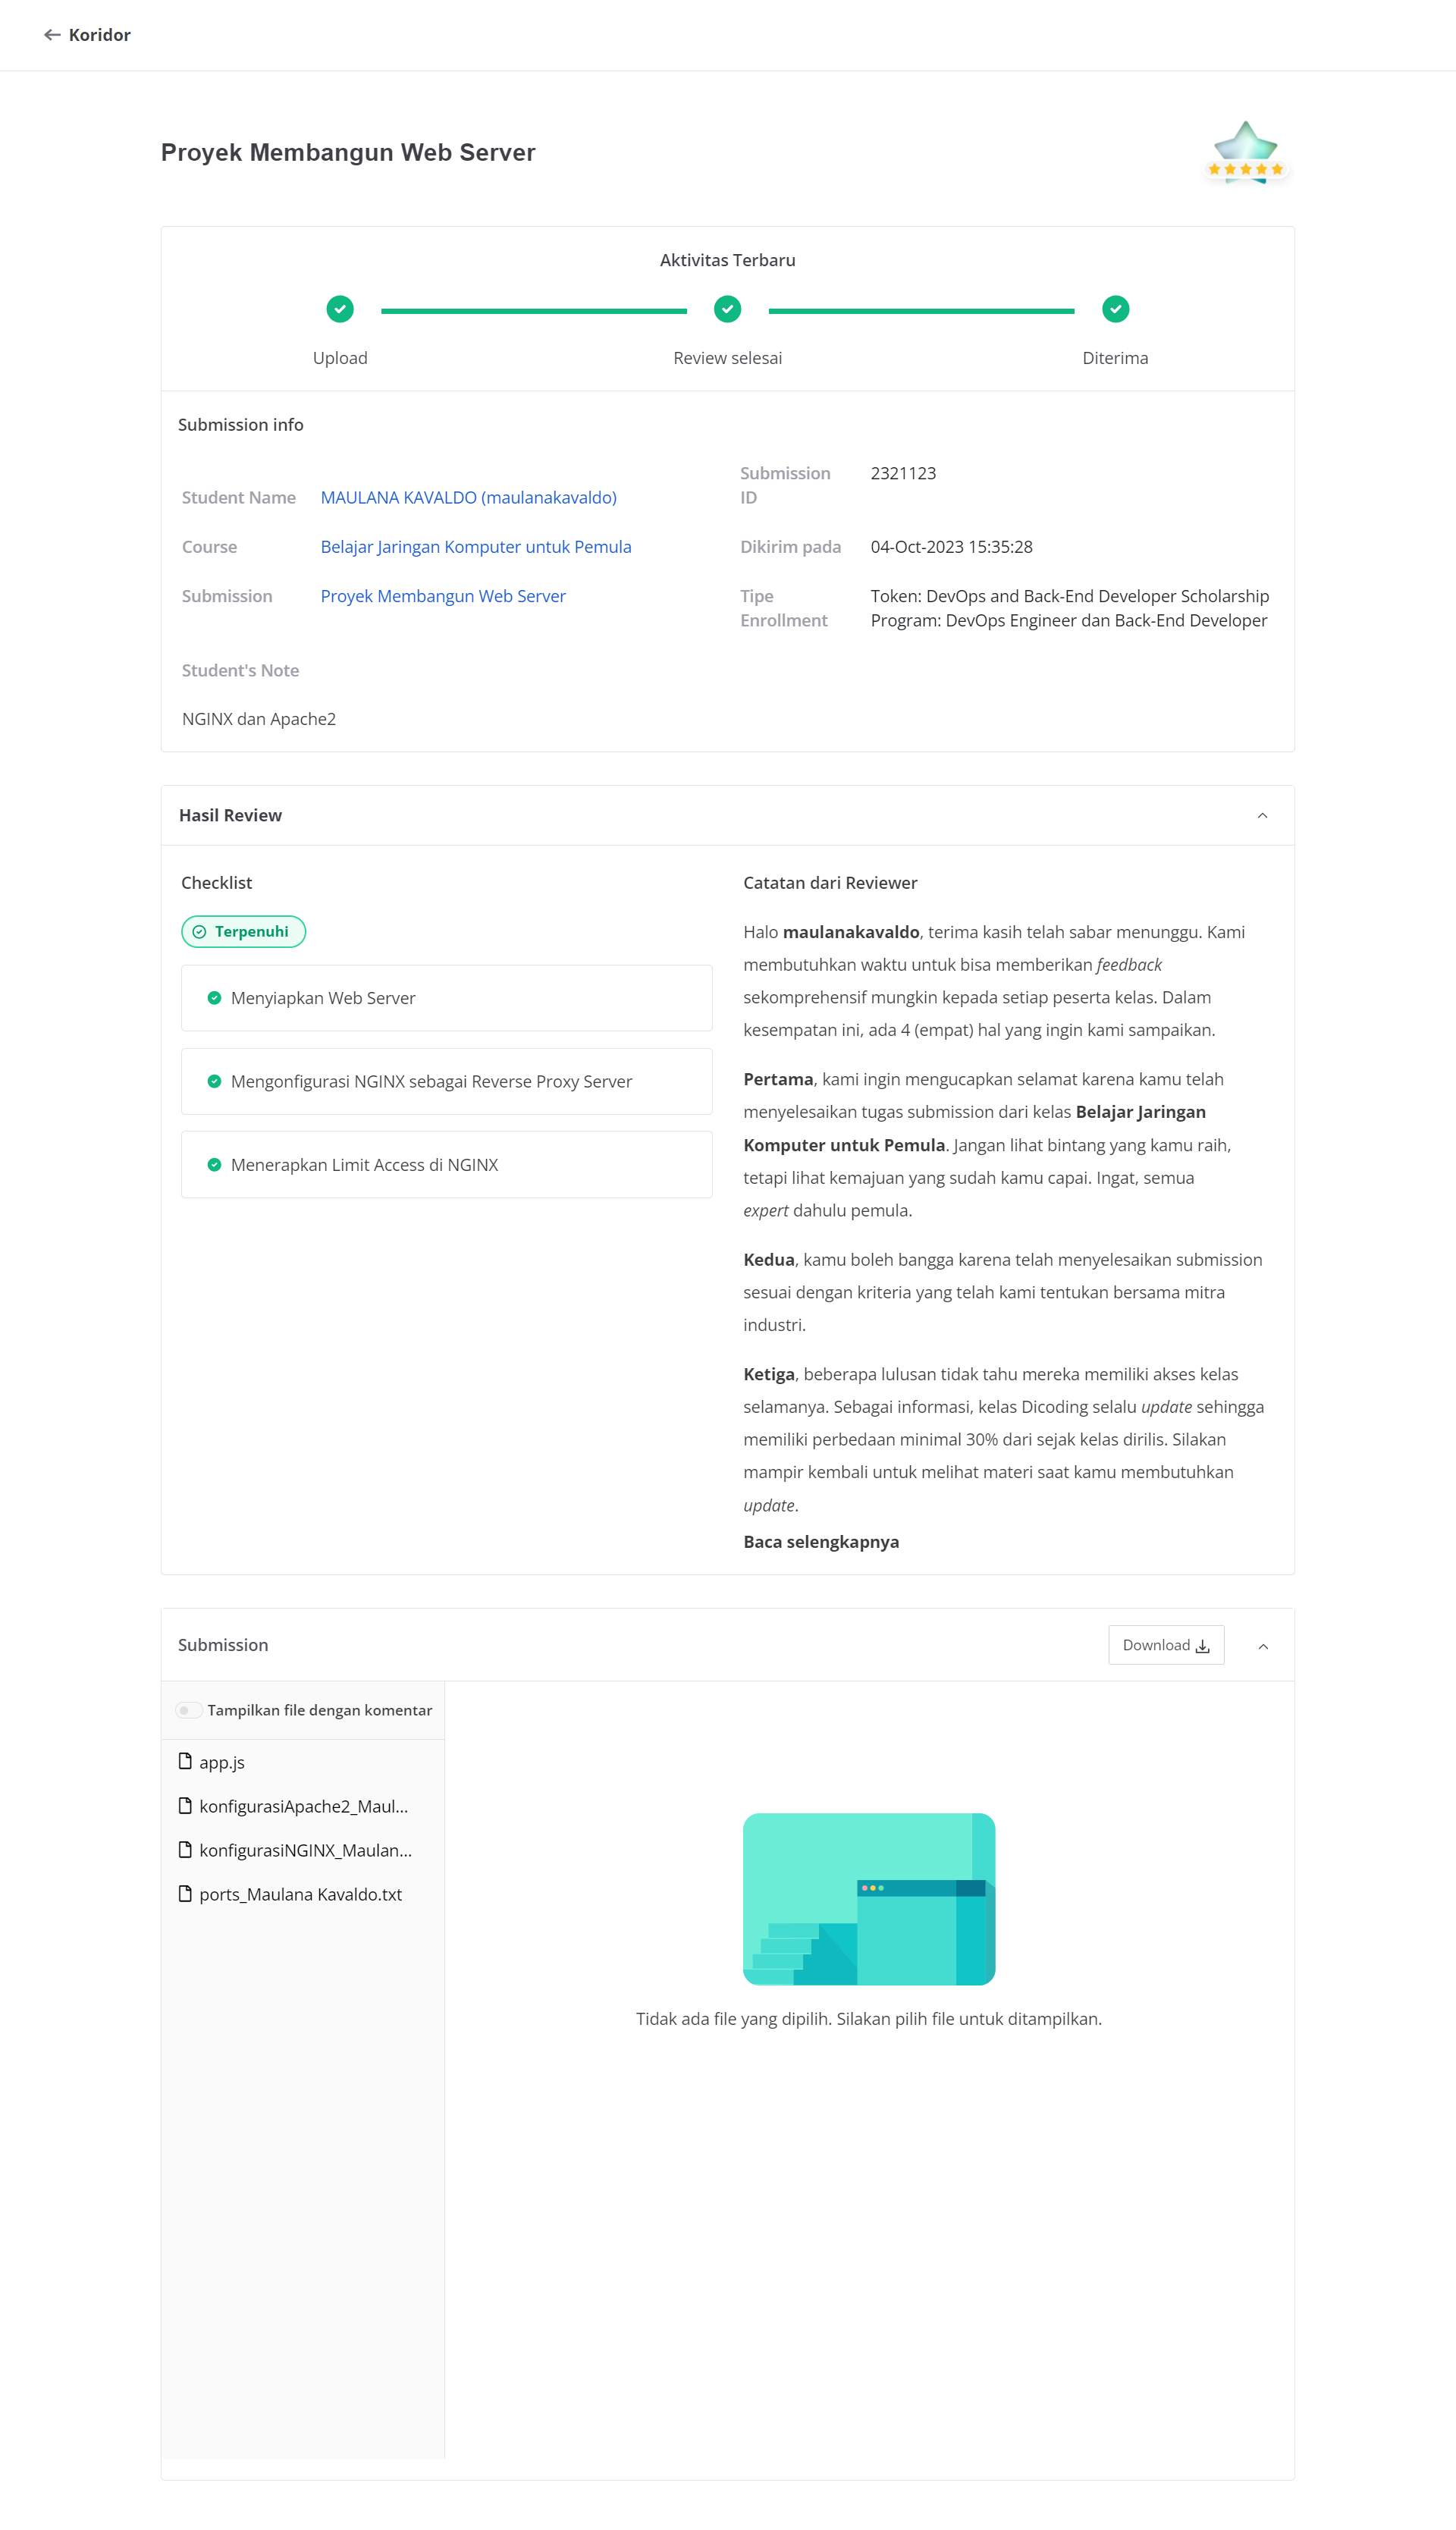 Koridor
Proyek Membangun Web Server
Aktivitas Terbaru
Upload
Review selesai
Diterima
Submission info
Student Name
MAULANA KAVALDO (maulanakavaldo)
Course
Belajar Jaringan Komputer untuk Pemula
Submission
Proyek Membangun Web Server
Submission
ID
2321123
Dikirim pada
04-Oct-2023 15:35:28
Tipe
Enrollment
Token: DevOps and Back-End Developer Scholarship
Program: DevOps Engineer dan Back-End Developer
Student's Note
NGINX dan Apache2
Hasil Review
Checklist
Terpenuhi
Menyiapkan Web Server
Mengonfigurasi NGINX sebagai Reverse Proxy Server
Menerapkan Limit Access di NGINX
Catatan dari Reviewer
Halo maulanakavaldo, terima kasih telah sabar menunggu. Kami
membutuhkan waktu untuk bisa memberikan feedback
sekomprehensif mungkin kepada setiap peserta kelas. Dalam
kesempatan ini, ada 4 (empat) hal yang ingin kami sampaikan.
Pertama, kami ingin mengucapkan selamat karena kamu telah
menyelesaikan tugas submission dari kelas Belajar Jaringan
Komputer untuk Pemula. Jangan lihat bintang yang kamu raih,
tetapi lihat kemajuan yang sudah kamu capai. Ingat, semua
expert dahulu pemula.
Kedua, kamu boleh bangga karena telah menyelesaikan submission
sesuai dengan kriteria yang telah kami tentukan bersama mitra
industri.
Ketiga, beberapa lulusan tidak tahu mereka memiliki akses kelas
selamanya. Sebagai informasi, kelas Dicoding selalu update sehingga
memiliki perbedaan minimal 30% dari sejak kelas dirilis. Silakan
mampir kembali untuk melihat materi saat kamu membutuhkan
update.
Baca selengkapnya
Submission
Download
Tampilkan file dengan komentar
app.js
konfigurasiApache2_Maul...
konfigurasiNGINX_Maulan...
ports_Maulana Kavaldo.txt
Tidak ada file yang dipilih. Silakan pilih file untuk ditampilkan.